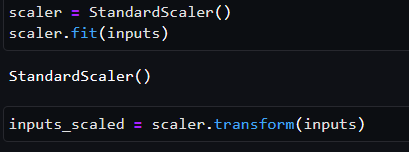 scaler = StandardScaler()
scaler.fit(inputs)
StandardScaler()
inputs_scaled = scaler.transform(inputs)